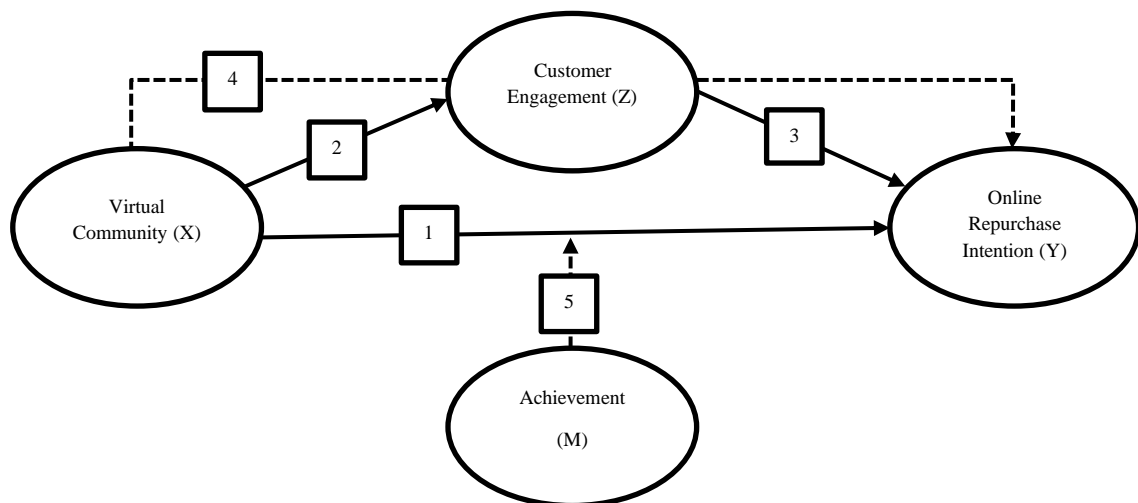 Customer
Engagement (Z)
4
2
3
Virtual
Community (X)
1
Online
Repurchase
Intention (Y)
5
Achievement
(M)